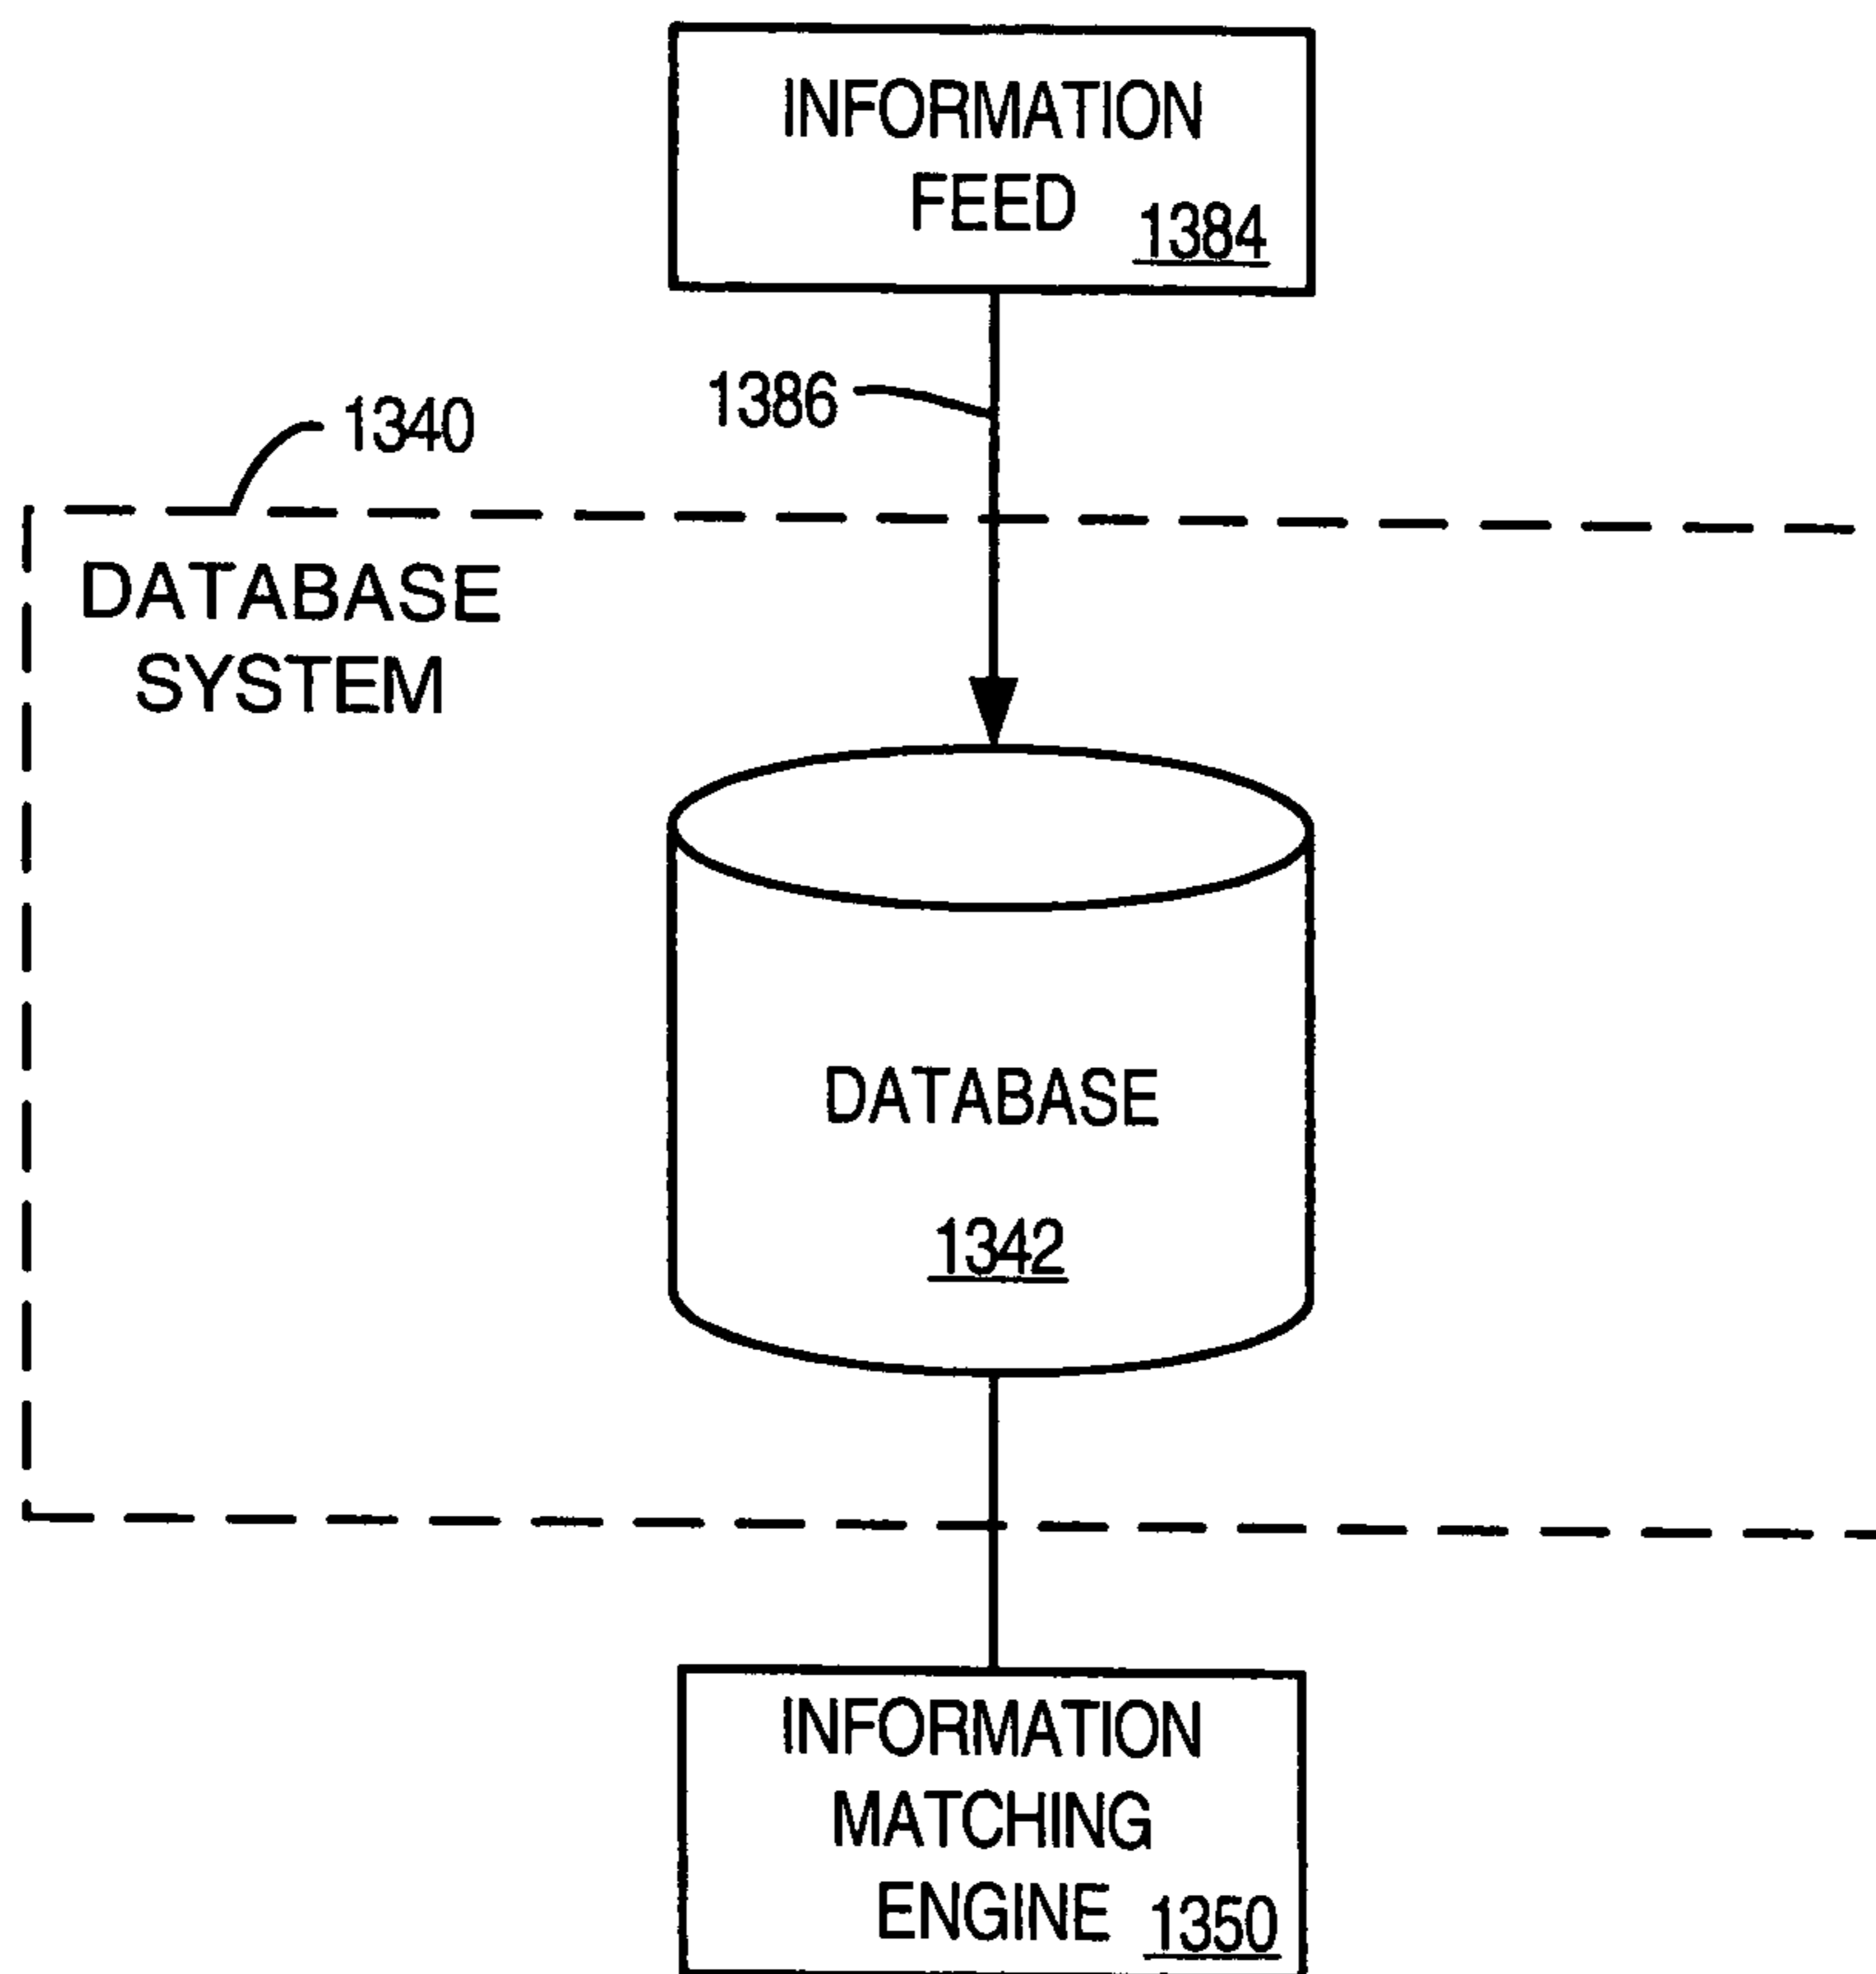 INFORMATION
FEED
1384
1386
1340
DATABASE
SYSTEM
DATABASE
1342
INFORMATION
MATCHING
ENGINE
1350